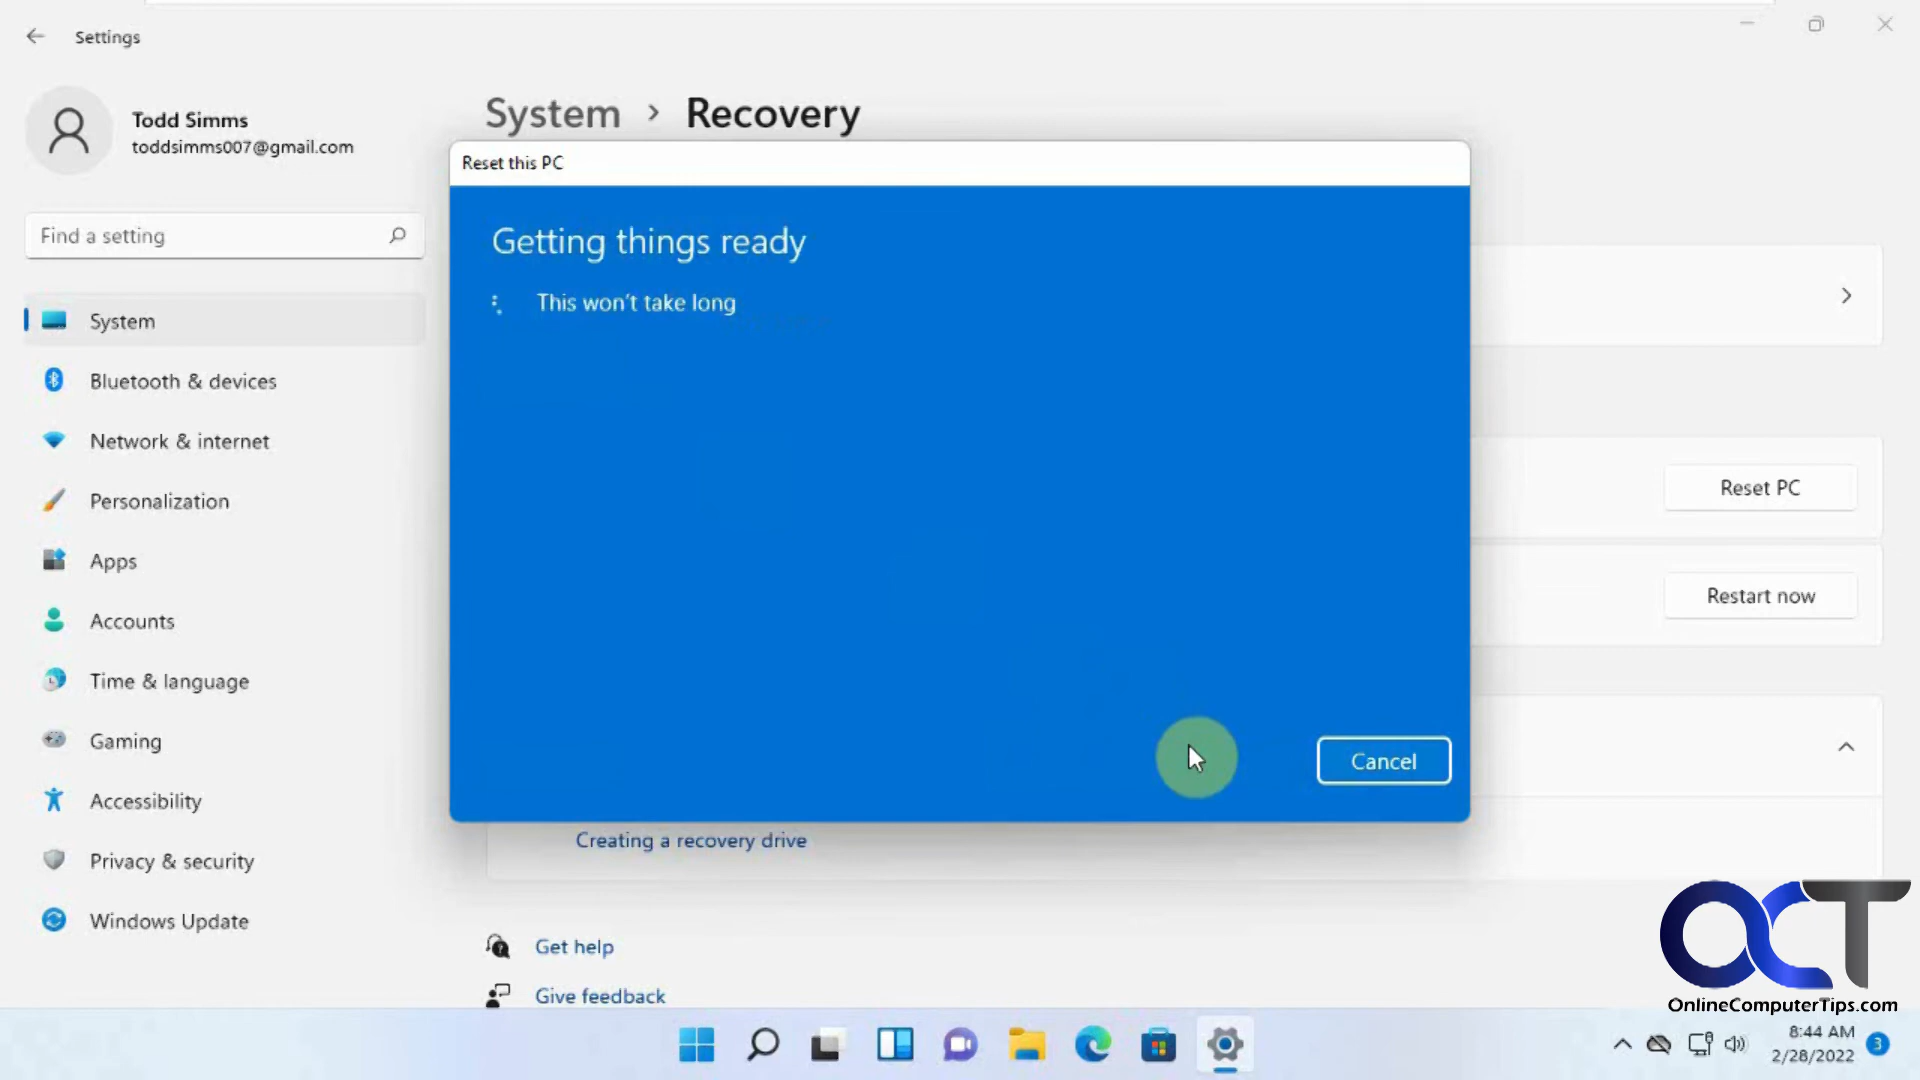 Settings
Todd Simms
toddsimms007@gmail.com
Find a setting
System
Bluetooth & devices
Network & internet
Personalization
Apps
Accounts
Time & language
Gaming
Accessibility
Privacy & security
Windows Update
System › Recovery
Reset this PC
Getting things ready
This won't take long
Cancel
Reset PC
Restart now
Creating a recovery drive
Get help
Give feedback
OCT
OnlineComputerTips.com
8:44 AM
2/28/2022
3